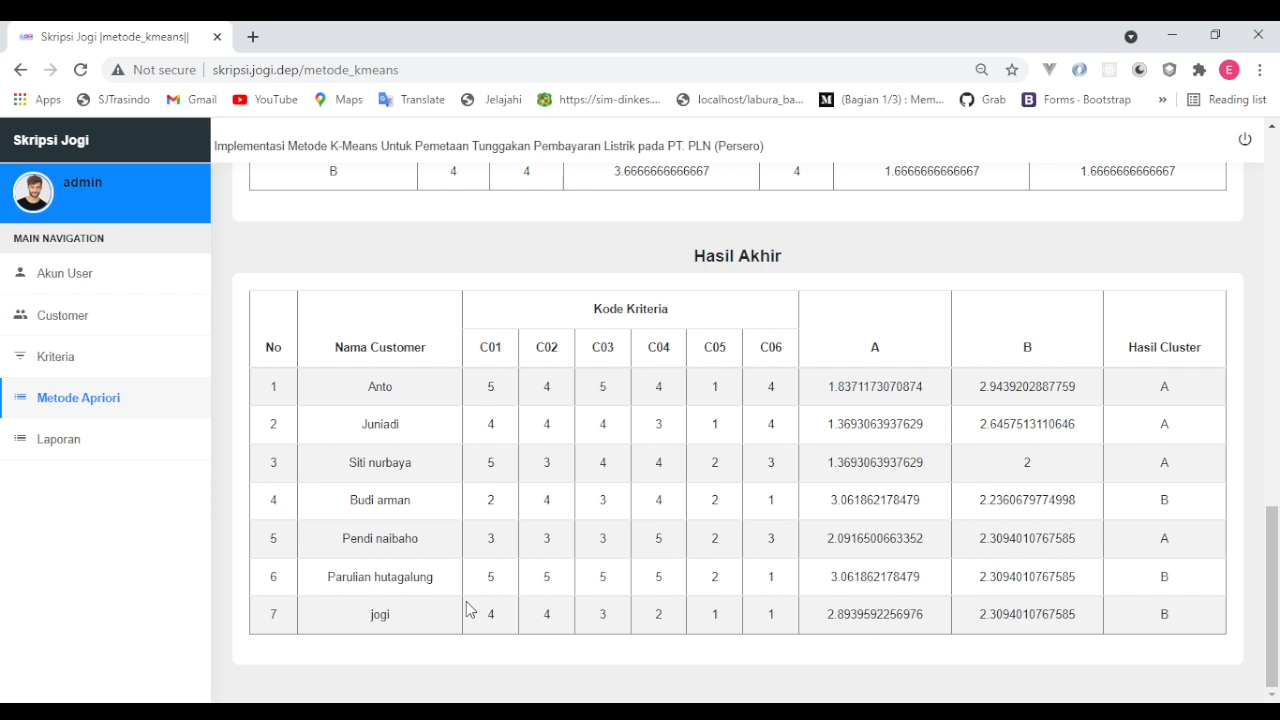 Skripsi Jogi |metode_kmeans||
Not secure | skripsi.jogi.dep/metode_kmeans
E
Apps SJTrasindo Gmail YouTube Maps Translate Jelajahi https://sim-dinkes.... localhost/labura_ba... (Bagian 1/3) : Mem... Grab Forms · Bootstrap » Reading list
Skripsi Jogi
Implementasi Metode K-Means Untuk Pemetaan Tunggakan Pembayaran Listrik pada PT. PLN (Persero)
admin
MAIN NAVIGATION
Akun User
Customer
Kriteria
Metode Apriori
Laporan
B 4 4 3.6666666666667 4 1.6666666666667 1.6666666666667
Hasil Akhir
Kode Kriteria
No Nama Customer C01 C02 C03 C04 C05 C06 A B Hasil Cluster
1 Anto 5 4 5 4 1 4 1.8371173070874 2.9439202887759 A
2 Juniadi 4 4 4 3 1 4 1.3693063937629 2.6457513110646 A
3 Siti nurbaya 5 3 4 4 2 3 1.3693063937629 2 A
4 Budi arman 2 4 3 4 2 1 3.061862178479 2.2360679774998 B
5 Pendi naibaho 3 3 3 5 2 3 2.0916500663352 2.3094010767585 A
6 Parulian hutagalung 5 5 5 5 2 1 3.061862178479 2.3094010767585 B
7 jogi 4 4 3 2 1 1 2.8939592256976 2.3094010767585 B